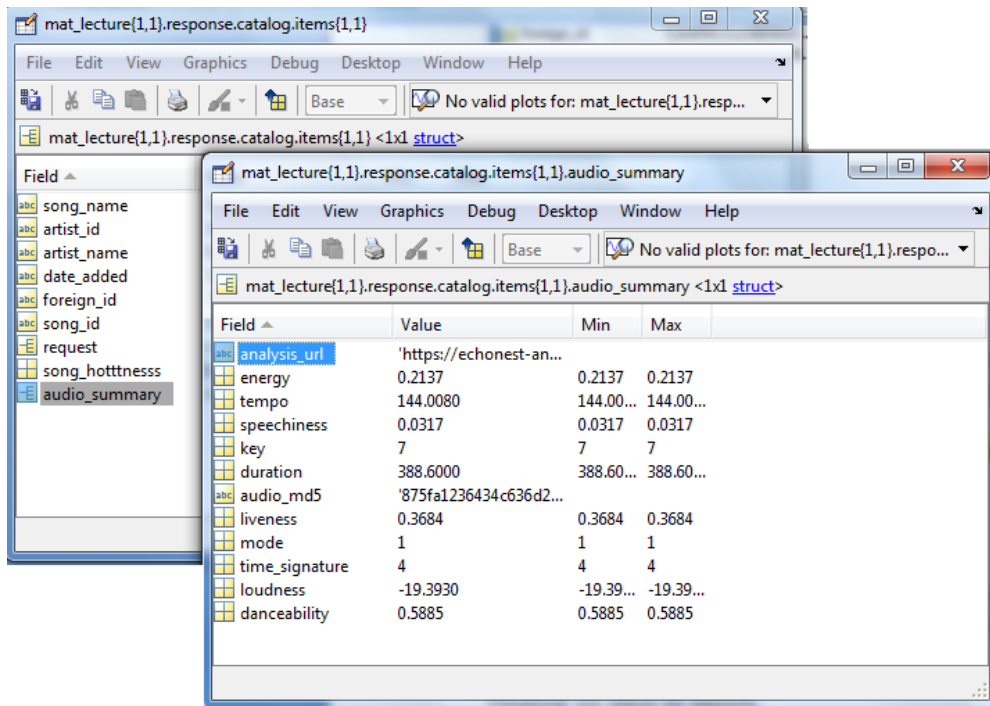 mat_lecture{1,1}.response.catalog.items{1,1}
File Edit View Graphics Debug Desktop Window Help
Base No valid plots for: mat_lecture{1,1}.resp...
mat_lecture{1,1}.response.catalog.items{1,1} <1x1 struct>
Field
abc song_name
abc artist_id
abc artist_name
abc date_added
abc foreign_id
abc song_id
request
song_hotttnesss
audio_summary
mat_lecture{1,1}.response.catalog.items{1,1}.audio_summary
File Edit View Graphics Debug Desktop Window Help
Base No valid plots for: mat_lecture{1,1}.respo...
mat_lecture{1,1}.response.catalog.items{1,1}.audio_summary <1x1 struct>
Field Value Min Max
abc analysis_url 'https://echonest-an...
energy 0.2137 0.2137 0.2137
tempo 144.0080 144.00... 144.00...
speechiness 0.0317 0.0317 0.0317
key 7 7 7
duration 388.6000 388.60... 388.60...
abc audio_md5 '875fa1236434c636d2...
liveness 0.3684 0.3684 0.3684
mode 1 1 1
time_signature 4 4 4
loudness -19.3930 -19.39... -19.39...
danceability 0.5885 0.5885 0.5885